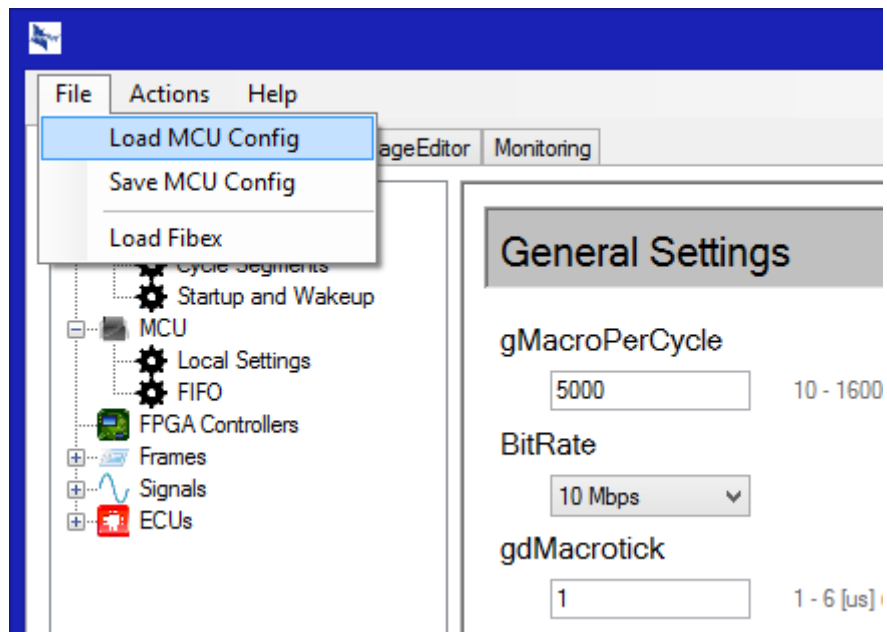 File Actions Help
Load MCU Config
Save MCU Config
Load Fibex
ageEditor
Monitoring
Cycle Segments
Startup and Wakeup
MCU
Local Settings
FIFO
FPGA Controllers
Frames
Signals
ECUs
General Settings
gMacroPerCycle
5000 10 - 1600
BitRate
10 Mbps
gdMacrotick
1 1 - 6 [us]